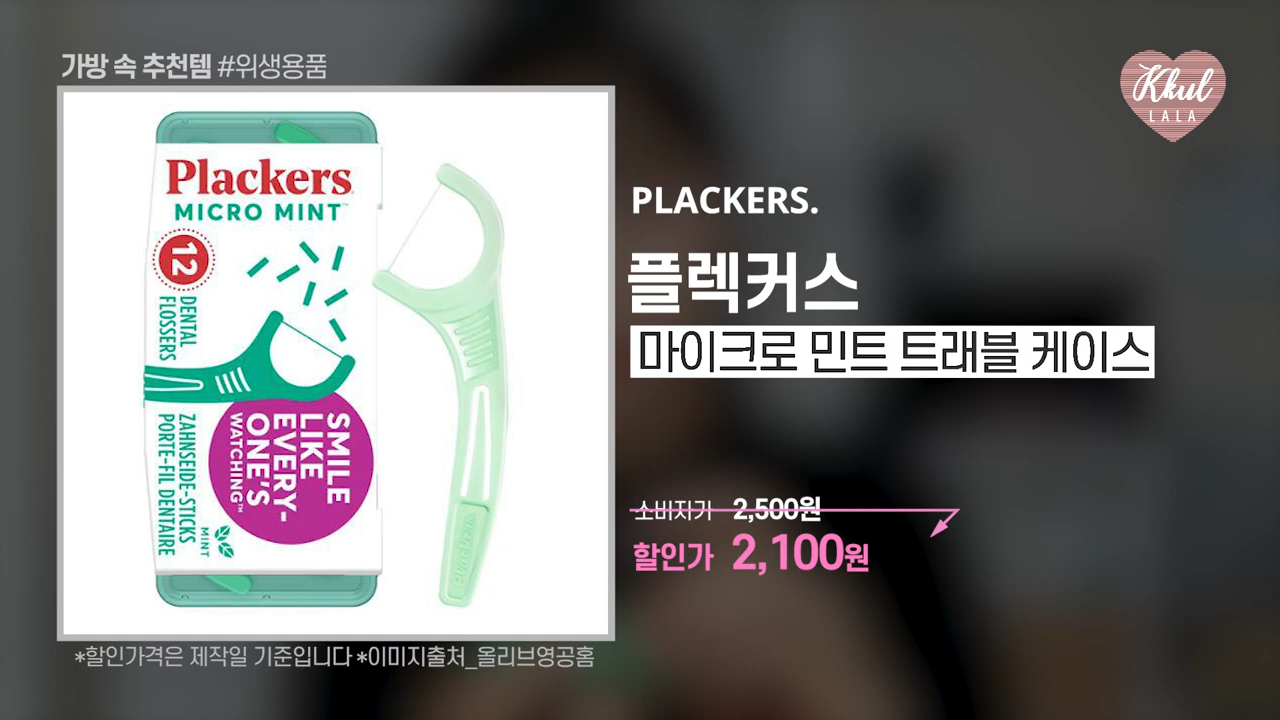 가방 속 추천템 #위생용품
Kkul
LALA
Plackers
MICRO MINT™
12
DENTAL
FLOSSERS
SMILE
LIKE
EVERY-
ONE'S
WATCHING™
ZAHNSEIDE-STICKS
PORTE-FIL DENTAIRE
MINT
PLACKERS.
플렉커스
마이크로 민트 트래블 케이스
소비자가 2,500원
할인가 2,100원
*할인가격은 제작일 기준입니다 *이미지출처_올리브영공홈